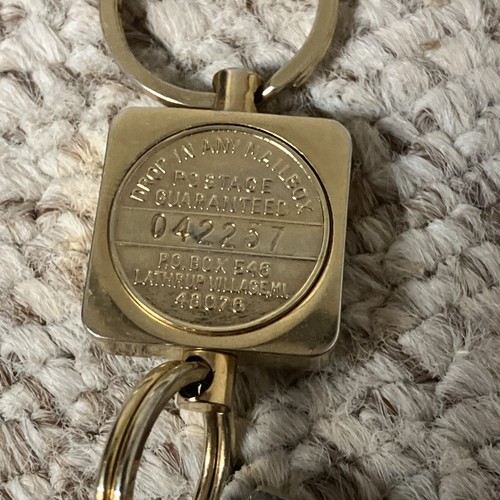 DROP IN ANY MAILBOX
POSTAGE
GUARANTEED
042257
P.O. BOX 548
LATHRUP VILLAGE, MI.
48076